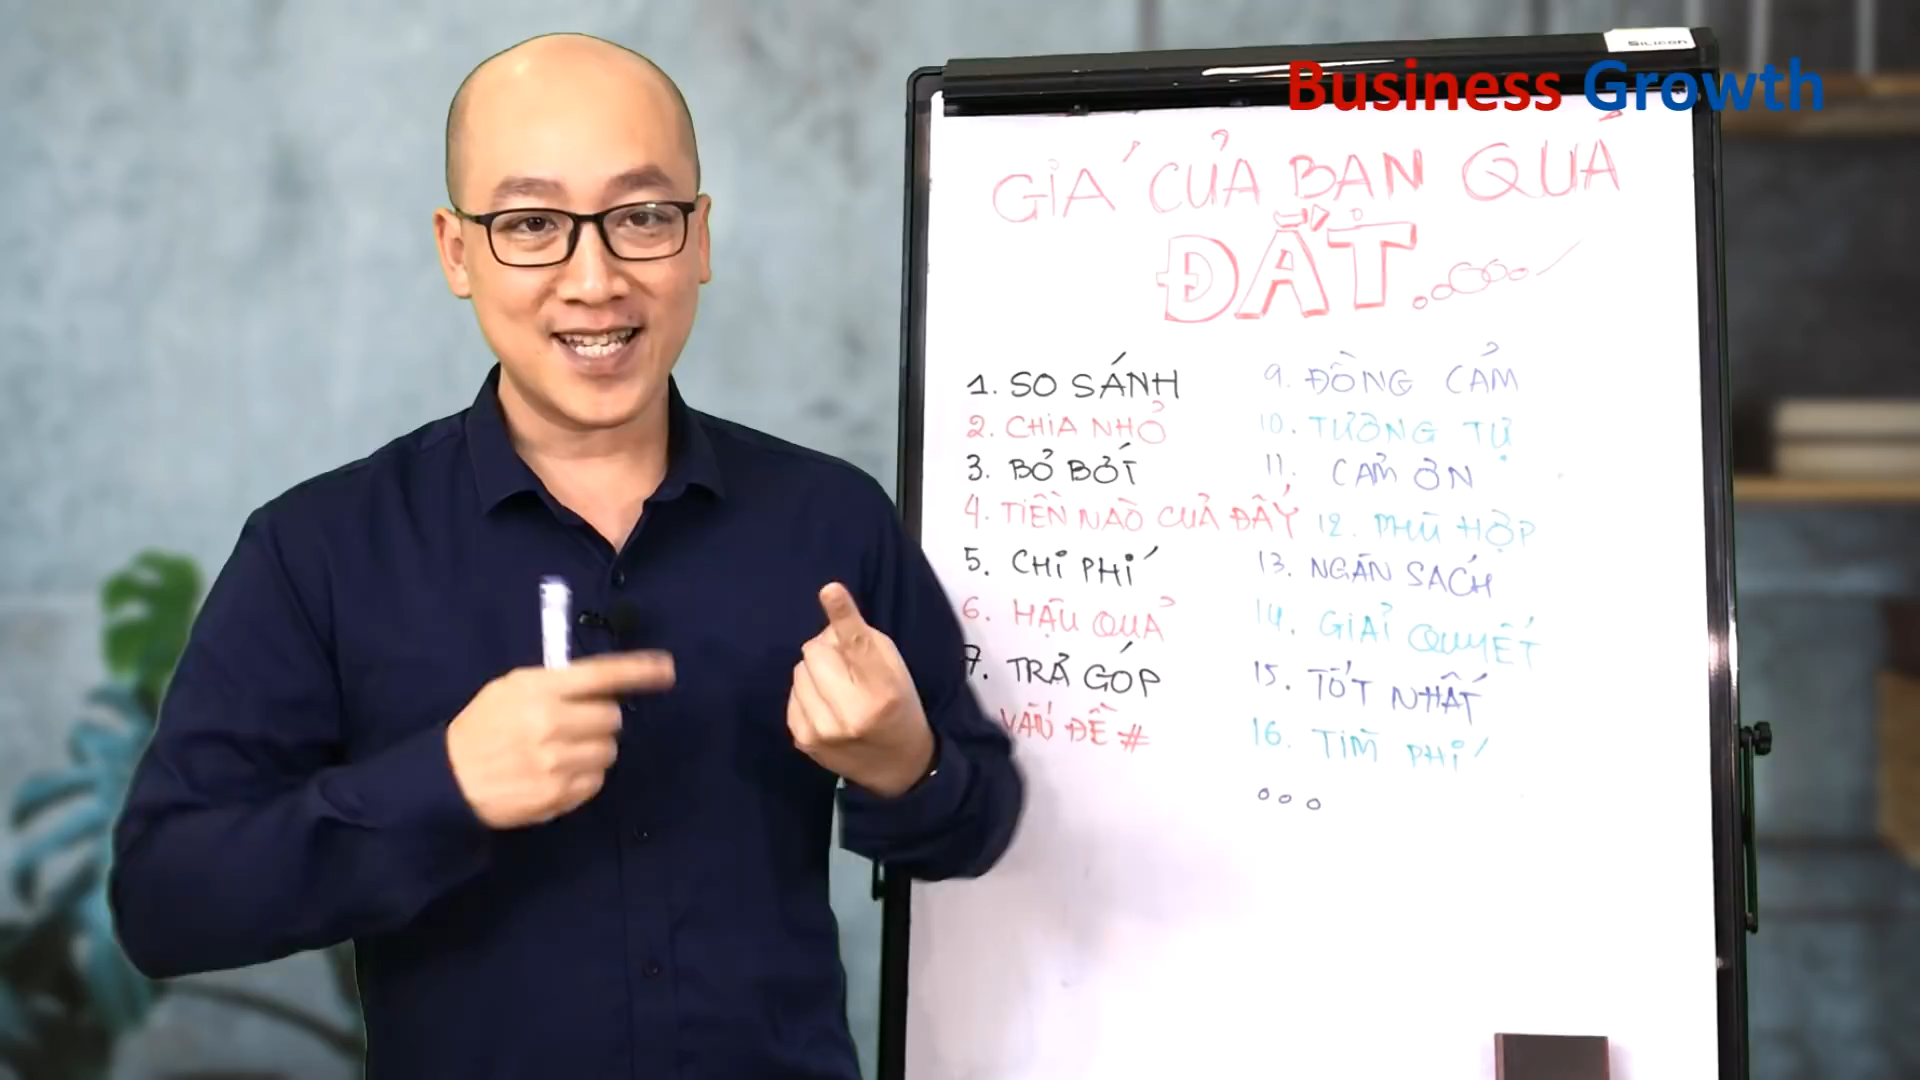 SILICON
Business Growth
GIÁ CỦA BẠN QUÁ
ĐẮT...
1. SO SÁNH
2. CHIA NHỎ
3. BỎ BỚT
4. TIỀN NÀO CỦA ĐẤY
5. CHI PHÍ
6. HẬU QUẢ
7. TRẢ GÓP
VẤN ĐỀ #
9. ĐỒNG CẢM
10. TƯƠNG TỰ
11. CẢM ƠN
12. PHÙ HỢP
13. NGÂN SÁCH
14. GIẢI QUYẾT
15. TỐT NHẤT
16. TÌM PHÍ
...